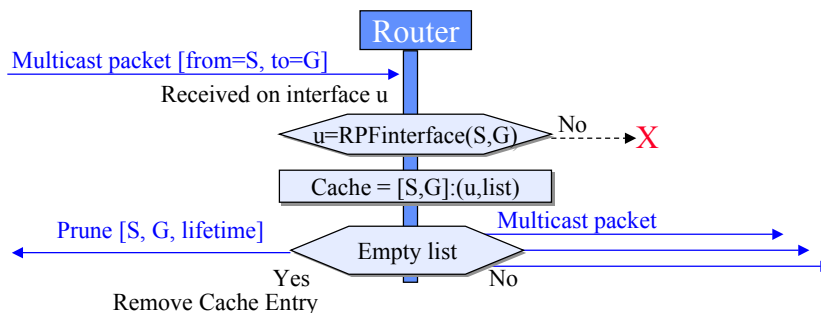 Router
Multicast packet [from=S, to=G]
Received on interface u
u=RPFinterface(S,G)
No
X
Cache = [S,G]:(u,list)
Prune [S, G, lifetime]
Empty list
Multicast packet
Yes
No
Remove Cache Entry